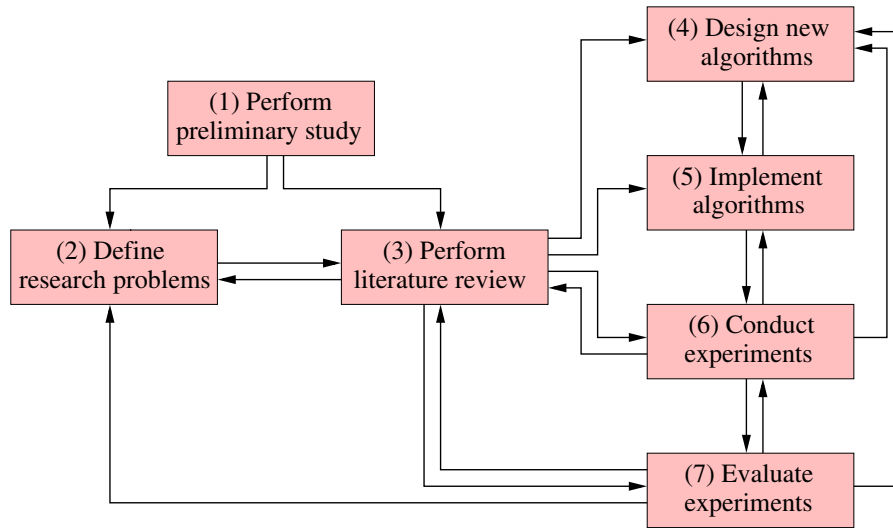 (1) Perform
preliminary study
(2) Define
research problems
(3) Perform
literature review
(4) Design new
algorithms
(5) Implement
algorithms
(6) Conduct
experiments
(7) Evaluate
experiments